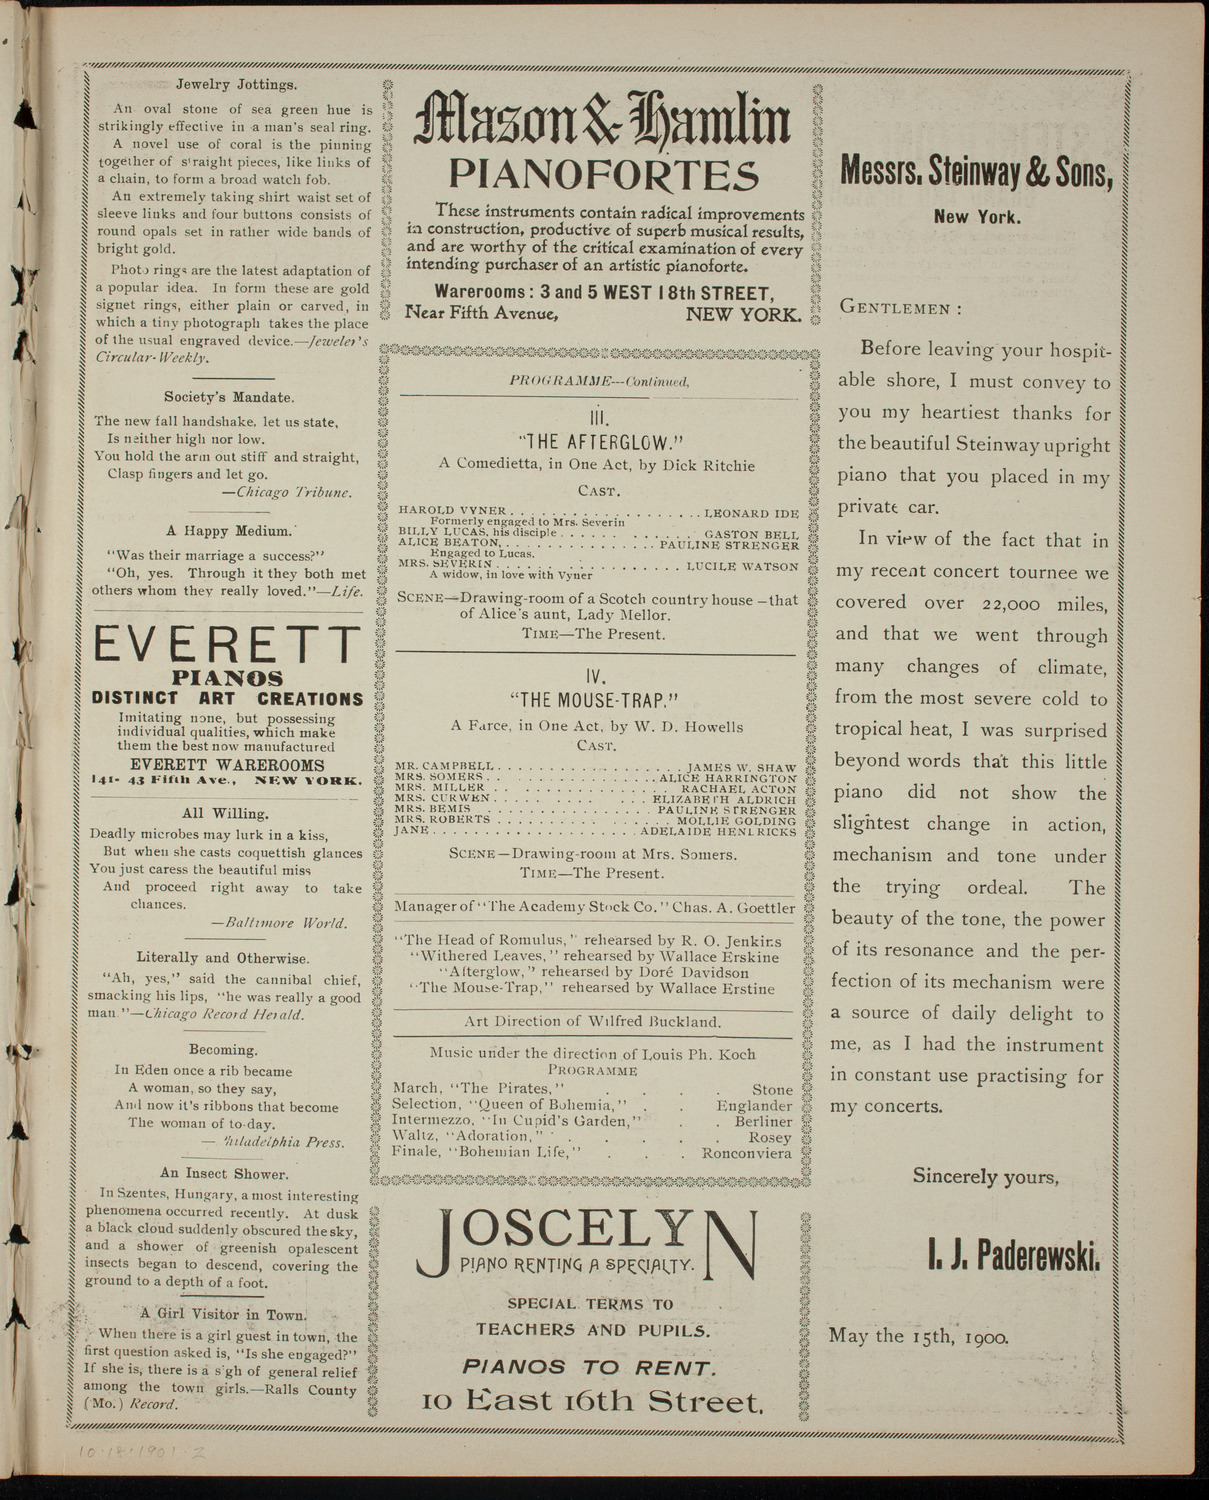 Jewelry Jottings.
An oval stone of sea green hue is
strikingly effective in a man's seal ring.
A novel use of coral is the pinning
together of straight pieces, like links of
a chain, to form a broad watch fob.
An extremely taking shirt waist set of
sleeve links and four buttons consists of
round opals set in rather wide bands of
bright gold.
Photo rings are the latest adaptation of
a popular idea. In form these are gold
signet rings, either plain or carved, in
which a tiny photograph takes the place
of the usual engraved device.—Jeweler's
Circular-Weekly.
Society's Mandate.
The new fall handshake, let us state,
Is neither high nor low.
You hold the arm out stiff and straight,
Clasp fingers and let go.
—Chicago Tribune.
A Happy Medium.
"Was their marriage a success?"
"Oh, yes. Through it they both met
others whom they really loved."—Life.
EVERETT
PIANOS
DISTINCT ART CREATIONS
Imitating none, but possessing
individual qualities, which make
them the best now manufactured
EVERETT WAREROOMS
141-43 Fifth Ave., NEW YORK.
All Willing.
Deadly microbes may lurk in a kiss,
But when she casts coquettish glances
You just caress the beautiful miss
And proceed right away to take
chances.
—Baltimore World.
Literally and Otherwise.
"Ah, yes," said the cannibal chief,
smacking his lips, "he was really a good
man."—Chicago Record Herald.
Becoming.
In Eden once a rib became
A woman, so they say,
And now it's ribbons that become
The woman of to-day.
—Philadelphia Press.
An Insect Shower.
In Szentes, Hungary, a most interesting
phenomena occurred recently. At dusk
a black cloud suddenly obscured the sky,
and a shower of greenish opalescent
insects began to descend, covering the
ground to a depth of a foot.
A Girl Visitor in Town.
When there is a girl guest in town, the
first question asked is, "Is she engaged?"
If she is, there is a sigh of general relief
among the town girls.—Ralls County
(Mo.) Record.
Mason & Hamlin
PIANOFORTES
These instruments contain radical improvements
in construction, productive of superb musical results,
and are worthy of the critical examination of every
intending purchaser of an artistic pianoforte.
Warerooms: 3 and 5 WEST 18th STREET,
Near Fifth Avenue, NEW YORK.
PROGRAMME---Continued,
III.
"THE AFTERGLOW."
A Comedietta, in One Act, by Dick Ritchie
CAST.
HAROLD VYNER . . . . . . . . . . . . . . . . . . LEONARD IDE
Formerly engaged to Mrs. Severin
BILLY LUCAS, his disciple . . . . . . . . . . . . GASTON BELL
ALICE BEATON, . . . . . . . . . . . . . . . PAULINE STRENGER
Engaged to Lucas.
MRS. SEVERIN . . . . . . . . . . . . . . . . . LUCILE WATSON
A widow, in love with Vyner
SCENE—Drawing-room of a Scotch country house—that
of Alice's aunt, Lady Mellor.
TIME—The Present.
IV.
"THE MOUSE-TRAP."
A Farce, in One Act, by W. D. Howells
CAST.
MR. CAMPBELL . . . . . . . . . . . . . . . . . JAMES W. SHAW
MRS. SOMERS . . . . . . . . . . . . . . . ALICE HARRINGTON
MRS. MILLER . . . . . . . . . . . . . . . . RACHAEL ACTON
MRS. CURWEN . . . . . . . . . . . . . . ELIZABETH ALDRICH
MRS. BEMIS . . . . . . . . . . . . . . . . PAULINE STRENGER
MRS. ROBERTS . . . . . . . . . . . . . . . MOLLIE GOLDING
JANE . . . . . . . . . . . . . . . . . . . ADELAIDE HENDRICKS
SCENE—Drawing-room at Mrs. Somers.
TIME—The Present.
Manager of "The Academy Stock Co." Chas. A. Goettler
"The Head of Romulus," rehearsed by R. O. Jenkins
"Withered Leaves," rehearsed by Wallace Erskine
"Afterglow," rehearsed by Doré Davidson
"The Mouse-Trap," rehearsed by Wallace Erstine
Art Direction of Wilfred Buckland.
Music under the direction of Louis Ph. Koch
PROGRAMME
March, "The Pirates," . . . . Stone
Selection, "Queen of Bohemia," . . Englander
Intermezzo, "In Cupid's Garden," . . Berliner
Waltz, "Adoration," . . . . . Rosey
Finale, "Bohemian Life," . . . Ronconviera
JOSCELYN
PIANO RENTING A SPECIALTY.
SPECIAL TERMS TO
TEACHERS AND PUPILS.
PIANOS TO RENT.
10 East 16th Street.
Messrs. Steinway & Sons,
New York.
GENTLEMEN:
Before leaving your hospit-
able shore, I must convey to
you my heartiest thanks for
the beautiful Steinway upright
piano that you placed in my
private car.
In view of the fact that in
my recent concert tournee we
covered over 22,000 miles,
and that we went through
many changes of climate,
from the most severe cold to
tropical heat, I was surprised
beyond words that this little
piano did not show the
slightest change in action,
mechanism and tone under
the trying ordeal. The
beauty of the tone, the power
of its resonance and the per-
fection of its mechanism were
a source of daily delight to
me, as I had the instrument
in constant use practising for
my concerts.
Sincerely yours,
I. J. Paderewski.
May the 15th, 1900.
10.18.1901.2